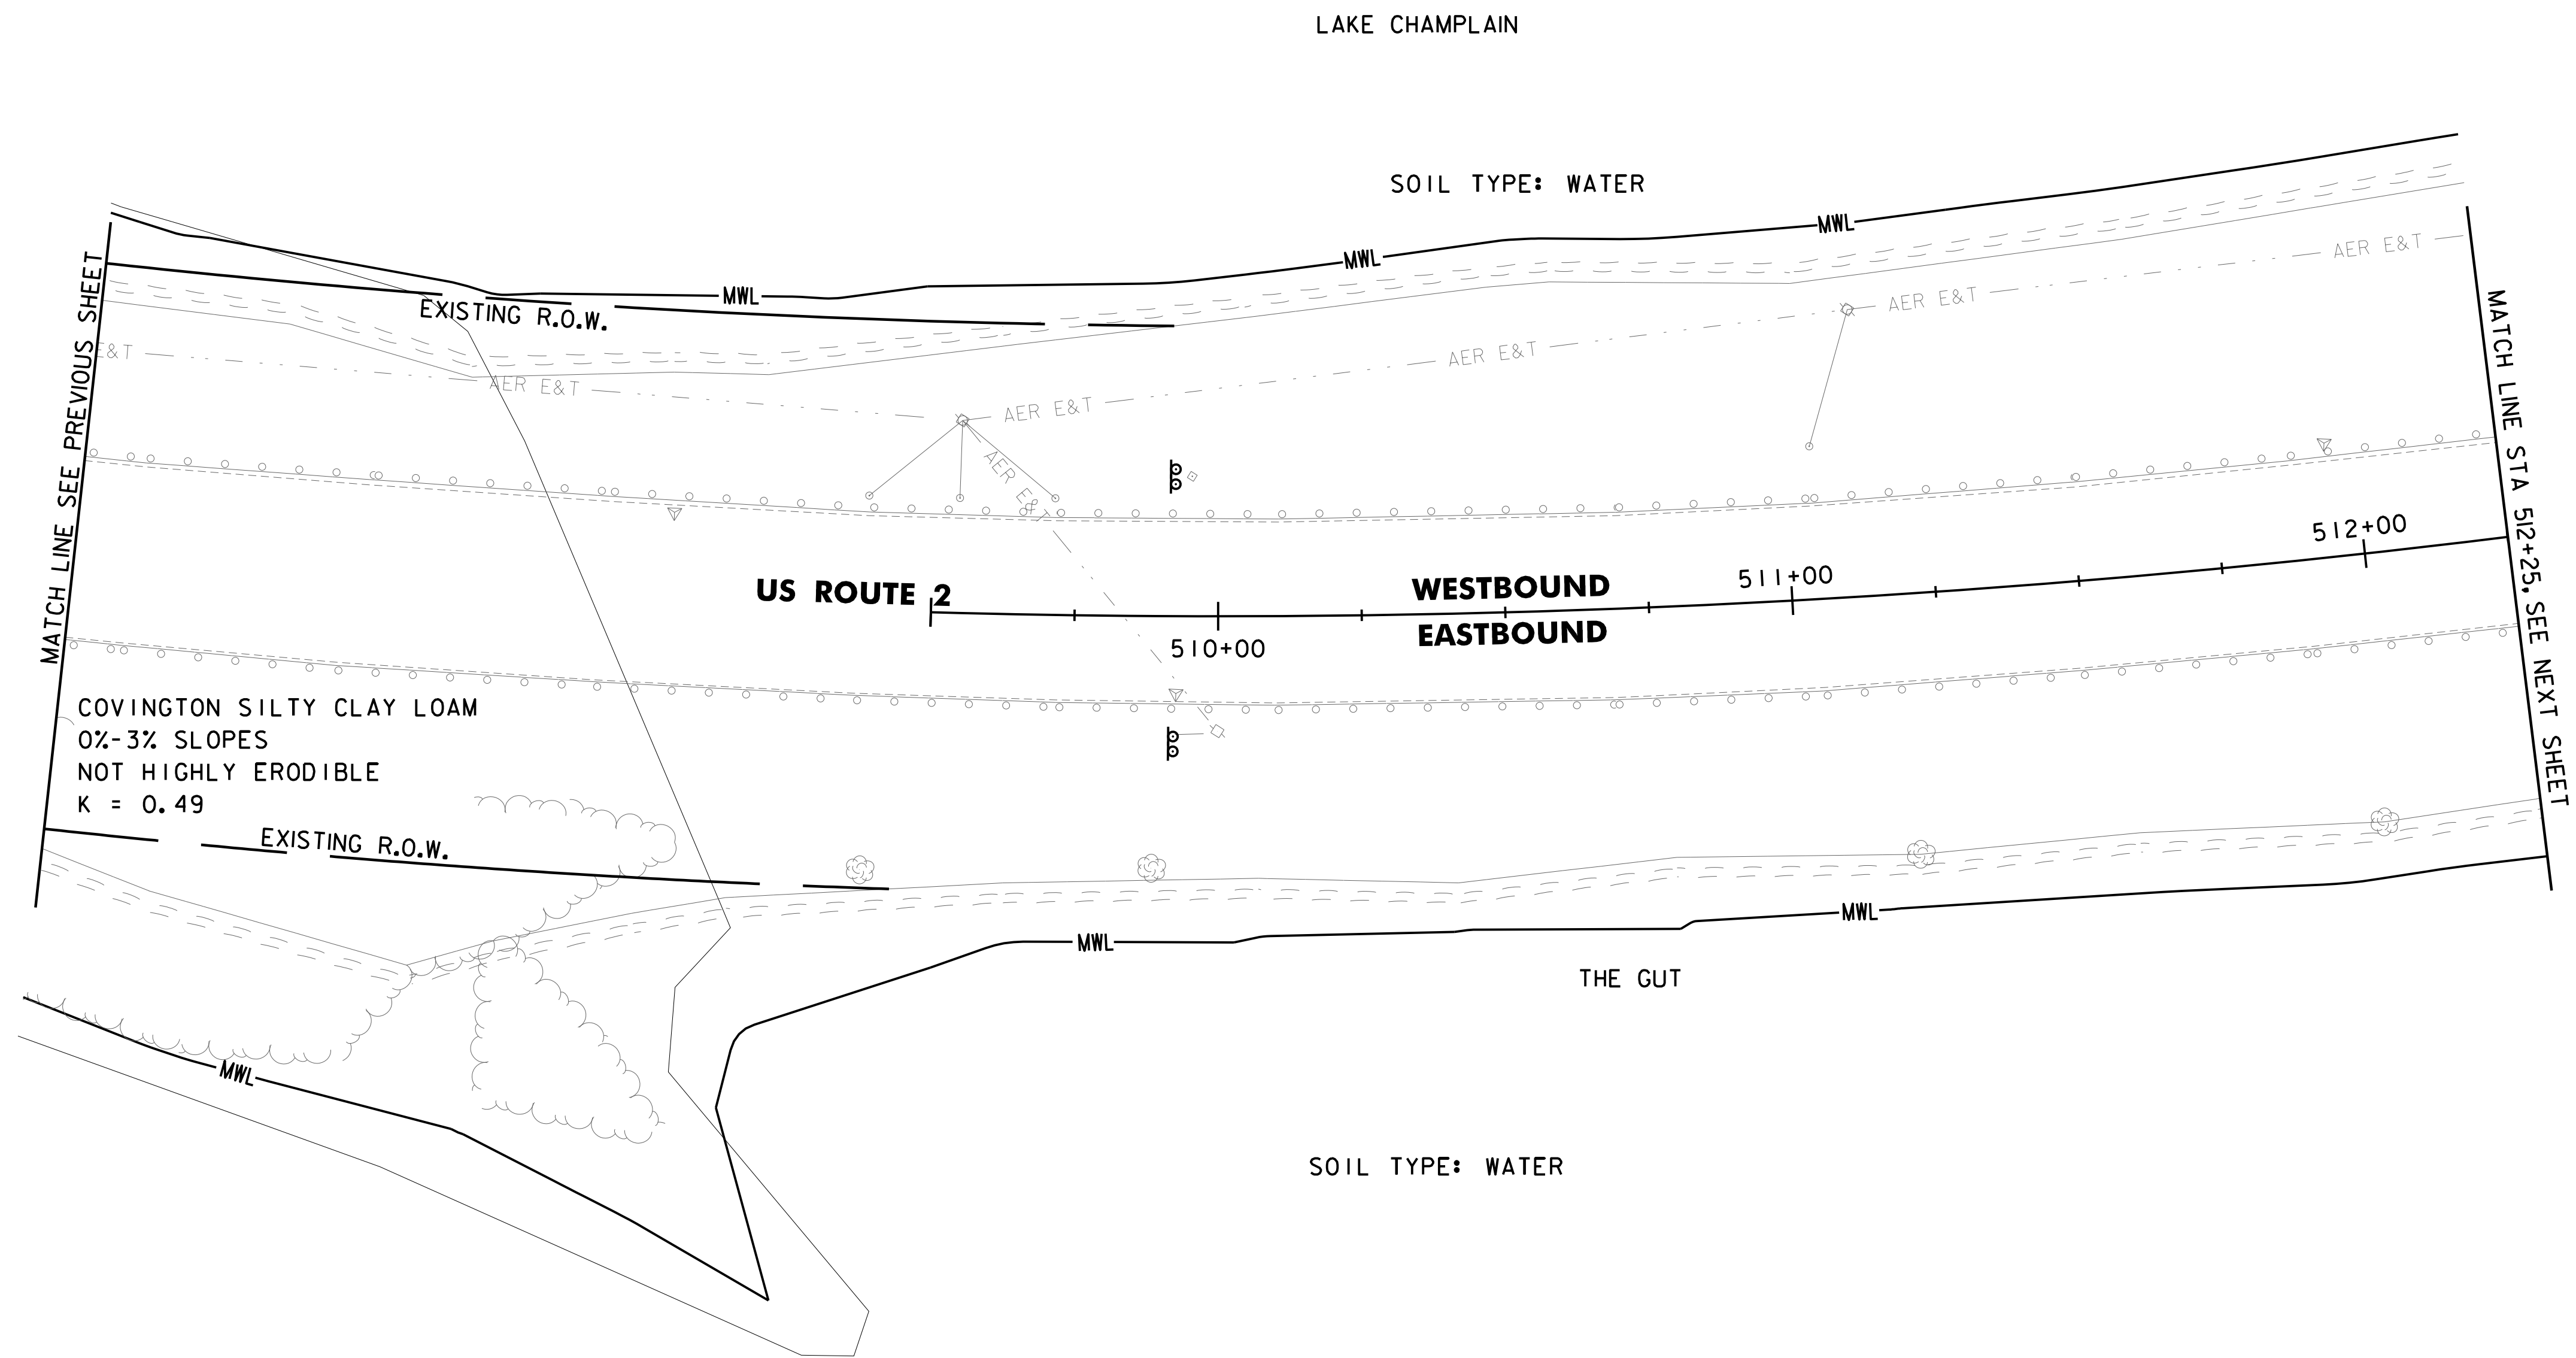 LAKE CHAMPLAIN
SOIL TYPE: WATER
MWL
MWL
MWL
EXISTING R.O.W.
AER E&T
AER E&T
AER E&T
E&T
AER E&T
AER E&T
AER E&T
MATCH LINE SEE PREVIOUS SHEET
MATCH LINE STA 512+25, SEE NEXT SHEET
512+00
511+00
US ROUTE 2
WESTBOUND
EASTBOUND
510+00
COVINGTON SILTY CLAY LOAM
0%-3% SLOPES
NOT HIGHLY ERODIBLE
K = 0.49
EXISTING R.O.W.
MWL
MWL
THE GUT
MWL
SOIL TYPE: WATER